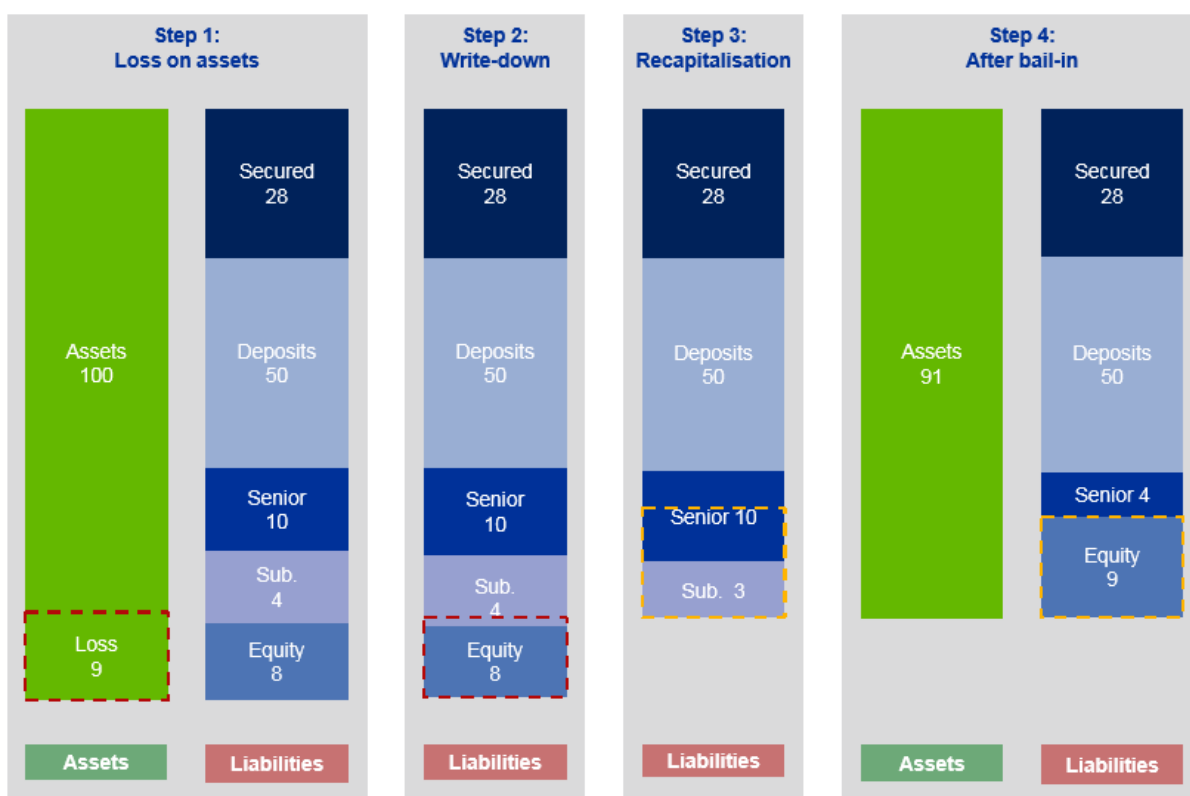 Step 1:
Loss on assets
Assets
100
Loss
9
Secured
28
Deposits
50
Senior
10
Sub.
4
Equity
8
Assets
Liabilities
Step 2:
Write-down
Secured
28
Deposits
50
Senior
10
Sub.
4
Equity
8
Liabilities
Step 3:
Recapitalisation
Secured
28
Deposits
50
Senior 10
Sub. 3
Liabilities
Step 4:
After bail-in
Assets
91
Secured
28
Deposits
50
Senior 4
Equity
9
Assets
Liabilities